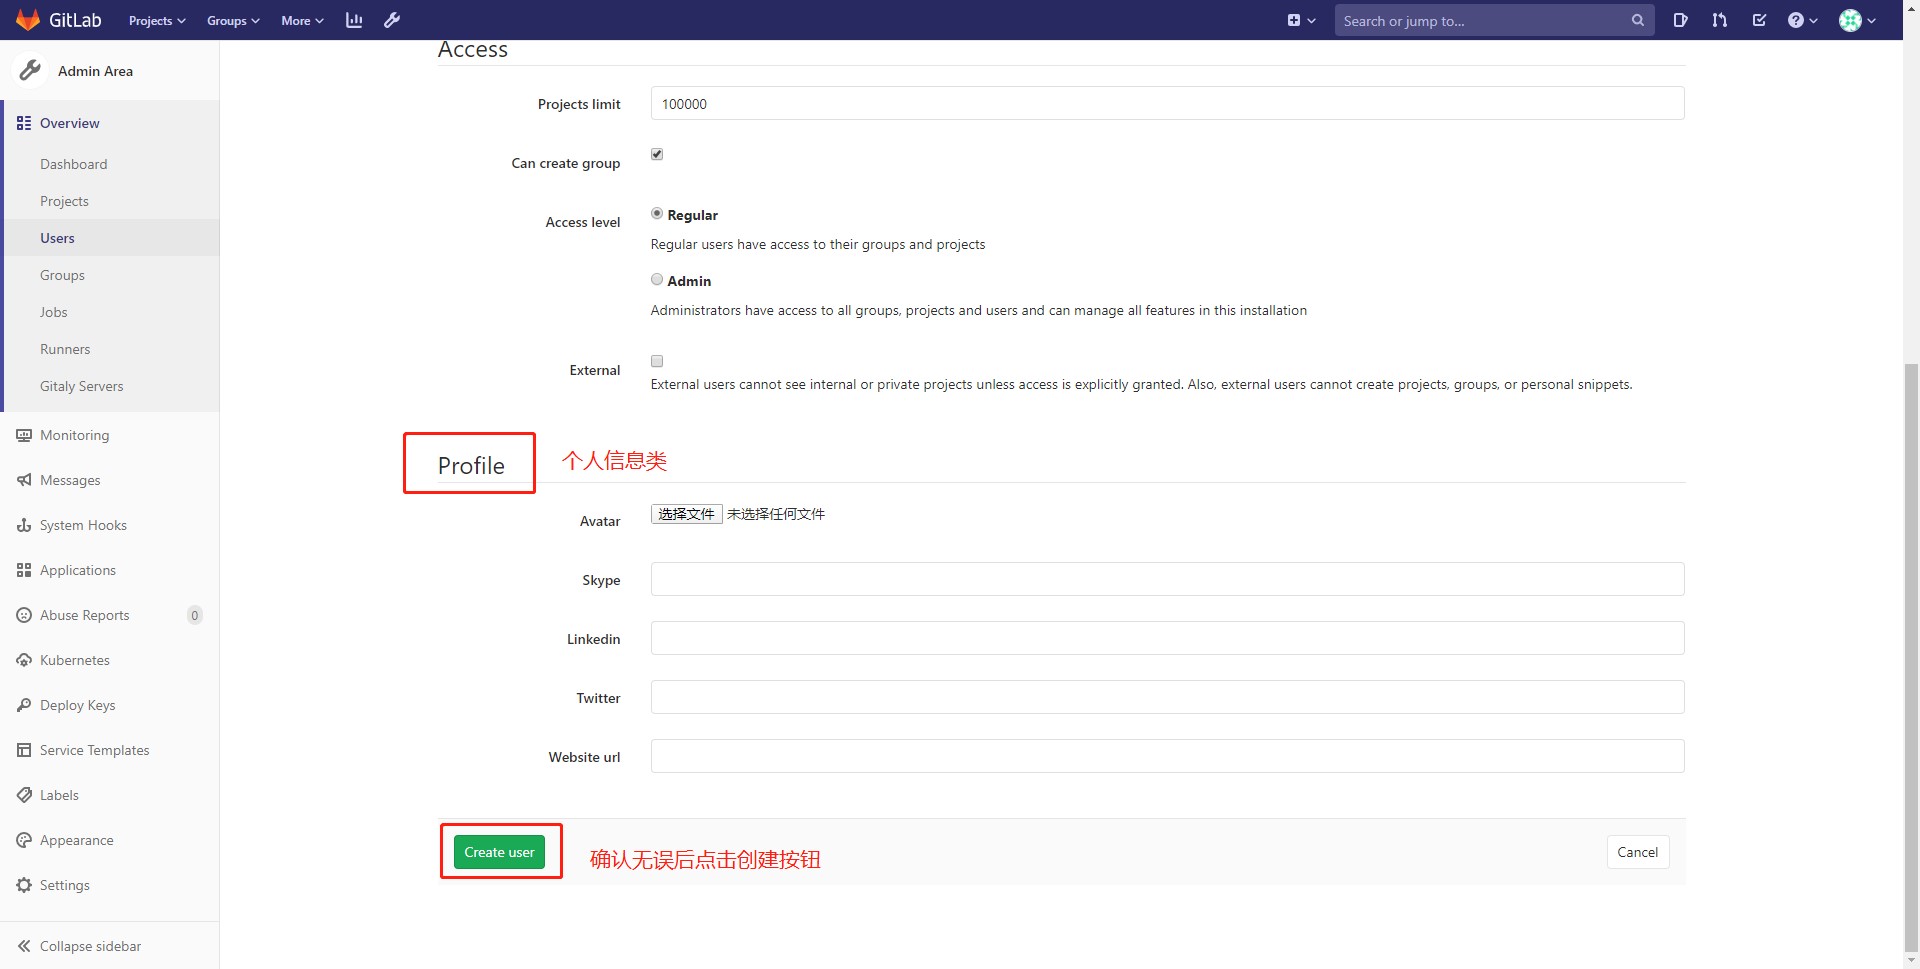 GitLab Projects Groups More Search or jump to...
Admin Area
Overview
Dashboard
Projects
Users
Groups
Jobs
Runners
Gitaly Servers
Monitoring
Messages
System Hooks
Applications
Abuse Reports 0
Kubernetes
Deploy Keys
Service Templates
Labels
Appearance
Settings
Collapse sidebar
Access
Projects limit 100000
Can create group
Access level Regular
Regular users have access to their groups and projects
Admin
Administrators have access to all groups, projects and users and can manage all features in this installation
External
External users cannot see internal or private projects unless access is explicitly granted. Also, external users cannot create projects, groups, or personal snippets.
Profile 个人信息类
Avatar 选择文件 未选择任何文件
Skype
Linkedin
Twitter
Website url
Create user 确认无误后点击创建按钮 Cancel